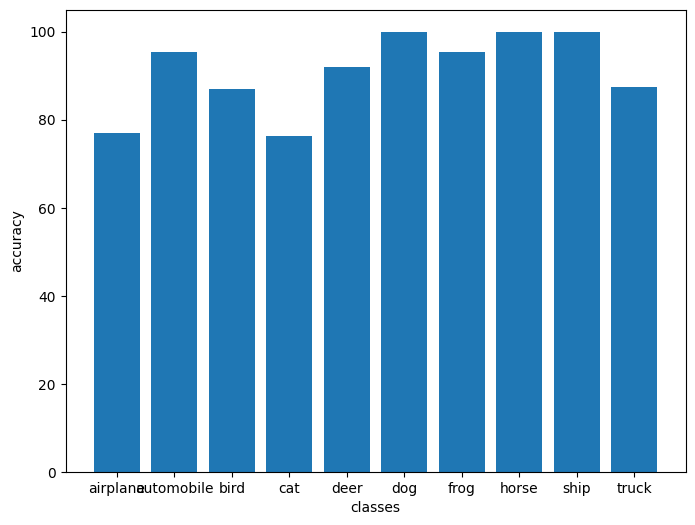 accuracy
100
80
60
40
20
0
airplane automobile bird cat deer dog frog horse ship truck
classes